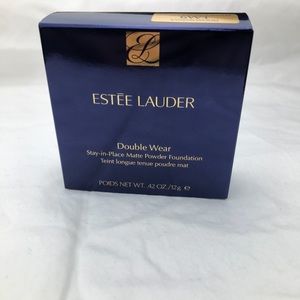 ESTĒE LAUDER
Double Wear
Stay-in-Place Matte Powder Foundation
Teint longue tenue poudre mat
POIDS NET WT. .42 OZ./12g ℮